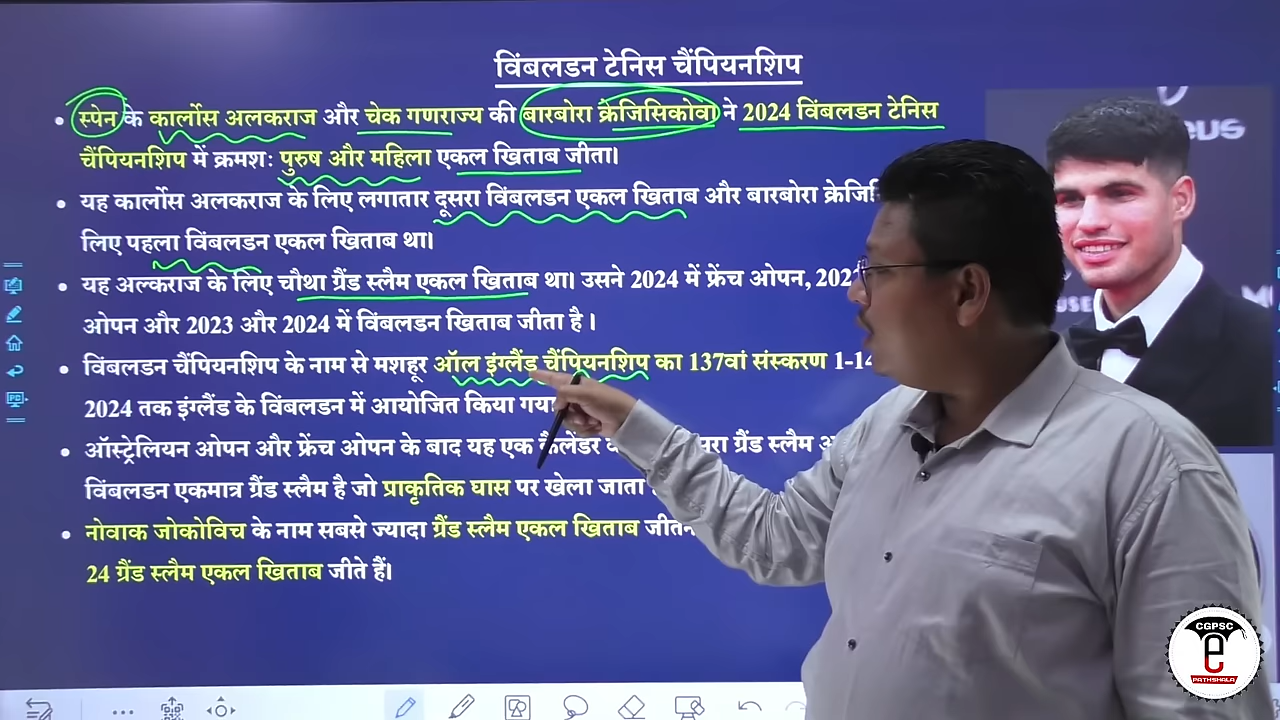 विंबलडन टेनिस चैंपियनशिप
• स्पेन के कार्लोस अलकराज और चेक गणराज्य की बारबोरा क्रेजिसिकोवा ने 2024 विंबलडन टेनिस
चैंपियनशिप में क्रमशः पुरुष और महिला एकल खिताब जीता।
• यह कार्लोस अलकराज के लिए लगातार दूसरा विंबलडन एकल खिताब और बारबोरा
लिए पहला विंबलडन एकल खिताब था।
• यह अल्कराज के लिए चौथा ग्रैंड स्लैम एकल खिताब था। उसने 2024 में फ्रेंच ओपन,
ओपन और 2023 और 2024 में विंबलडन खिताब जीता है।
• विंबलडन चैंपियनशिप के नाम से मशहूर ऑल इंग्लैंड चैंपियनशिप का 137वां संस्करण
2024 तक इंग्लैंड के विंबलडन में आयोजित किया गया
• ऑस्ट्रेलियन ओपन और फ्रेंच ओपन के बाद यह एक कैलेंडर ग्रैंड स्लैम
विंबलडन एकमात्र ग्रैंड स्लैम है जो प्राकृतिक घास पर खेला जाता
• नोवाक जोकोविच के नाम सबसे ज्यादा ग्रैंड स्लैम एकल खिताब
24 ग्रैंड स्लैम एकल खिताब जीते हैं।
CGPSC
e
PATHSHALA